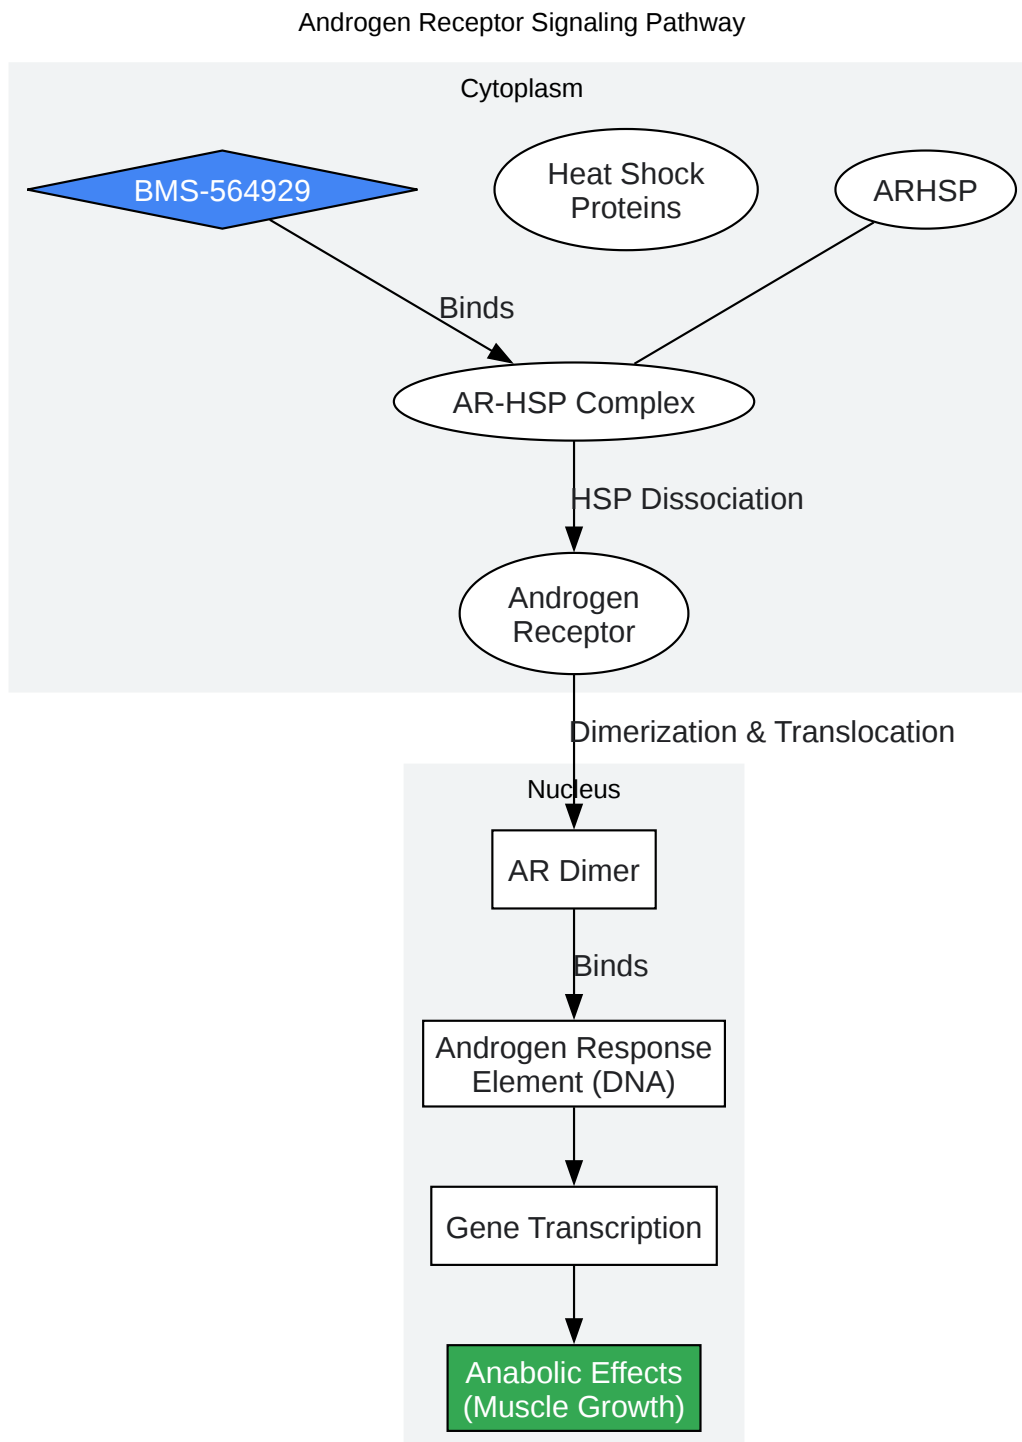 Androgen Receptor Signaling Pathway
Cytoplasm
BMS-564929
Heat Shock
Proteins
ARHSP
Binds
AR-HSP Complex
HSP Dissociation
Androgen
Receptor
Dimerization & Translocation
Nucleus
AR Dimer
Binds
Androgen Response
Element (DNA)
Gene Transcription
Anabolic Effects
(Muscle Growth)